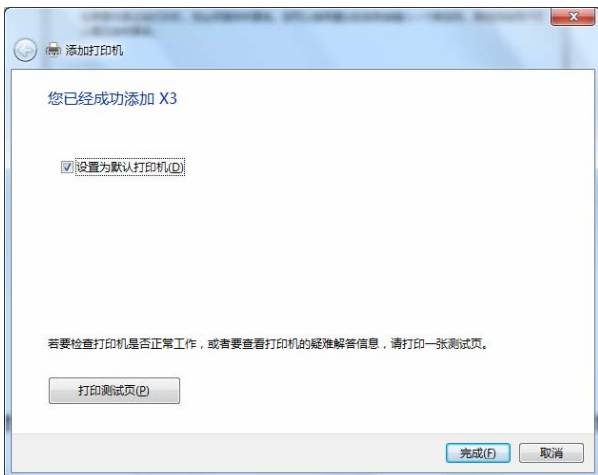 添加打印机
您已经成功添加 X3
设置为默认打印机(D)
若要检查打印机是否正常工作，或者要查看打印机的疑难解答信息，请打印一张测试页。
打印测试页(P)
完成(F)
取消